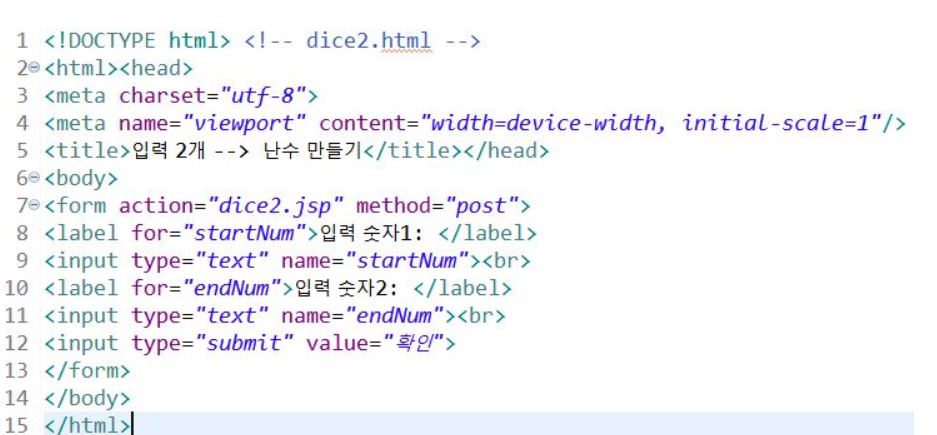 1 <!DOCTYPE html> <!-- dice2.html -->
2 <html><head>
3 <meta charset="utf-8">
4 <meta name="viewport" content="width=device-width, initial-scale=1"/>
5 <title>입력 2개 --> 난수 만들기</title></head>
6 <body>
7 <form action="dice2.jsp" method="post">
8 <label for="startNum">입력 숫자1: </label>
9 <input type="text" name="startNum"><br>
10 <label for="endNum">입력 숫자2: </label>
11 <input type="text" name="endNum"><br>
12 <input type="submit" value="확인">
13 </form>
14 </body>
15 </html>